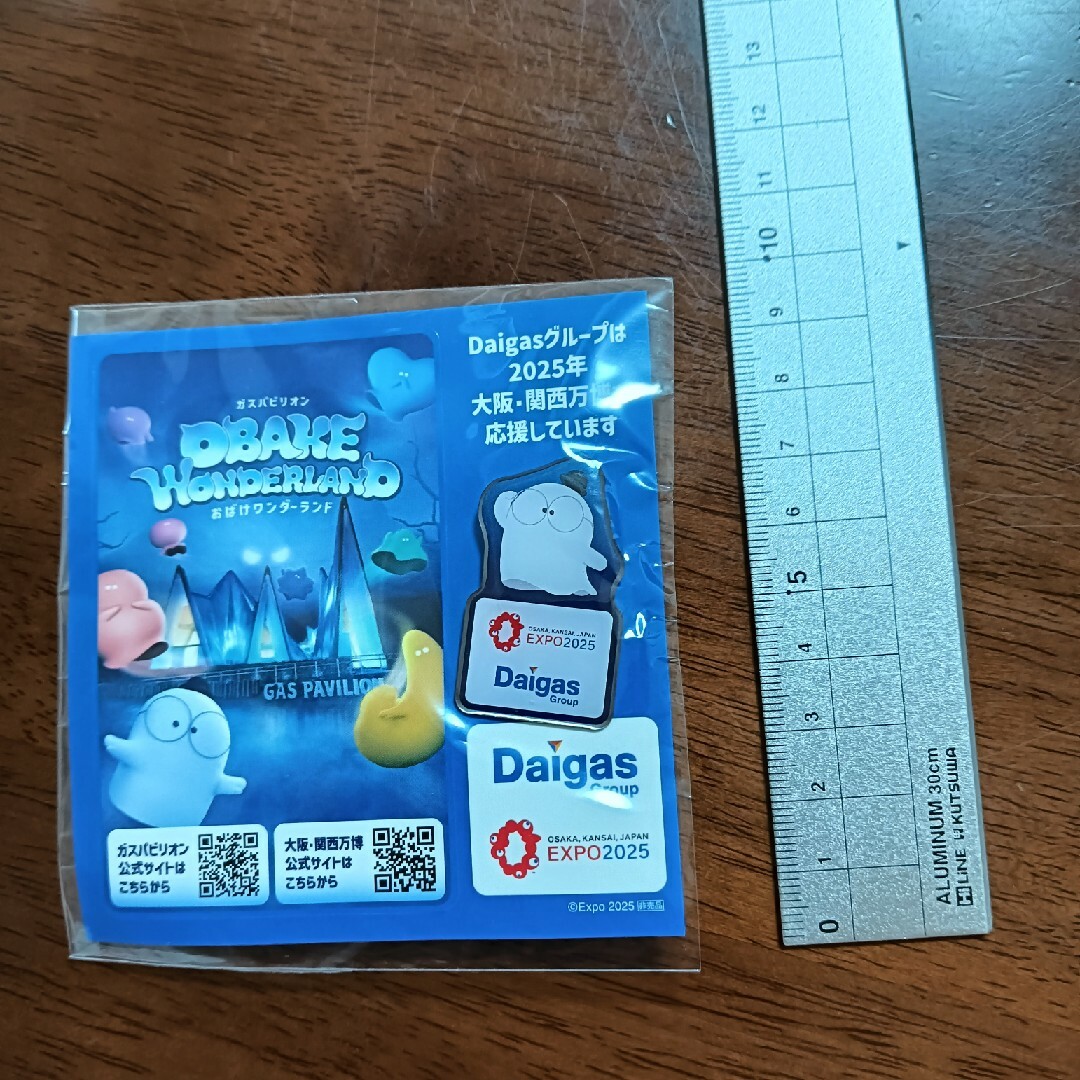 ガスパビリオン
OBAKE
WONDERLAND
おばけワンダーランド
GAS PAVILION
ガスパビリオン
公式サイトは
こちらから
大阪・関西万博
公式サイトは
こちらから
Daigasグループは
2025年
大阪・関西万
応援しています
OSAKA, KANSAI, JAPAN
EXPO2025
Daigas
Group
Daigas
Group
OSAKA, KANSAI, JAPAN
EXPO2025
©Expo 2025 非売品
13
12
11
10
9
8
7
6
5
4
3
2
1
0
ALUMINUM 30cm
LINE KUTSUWA